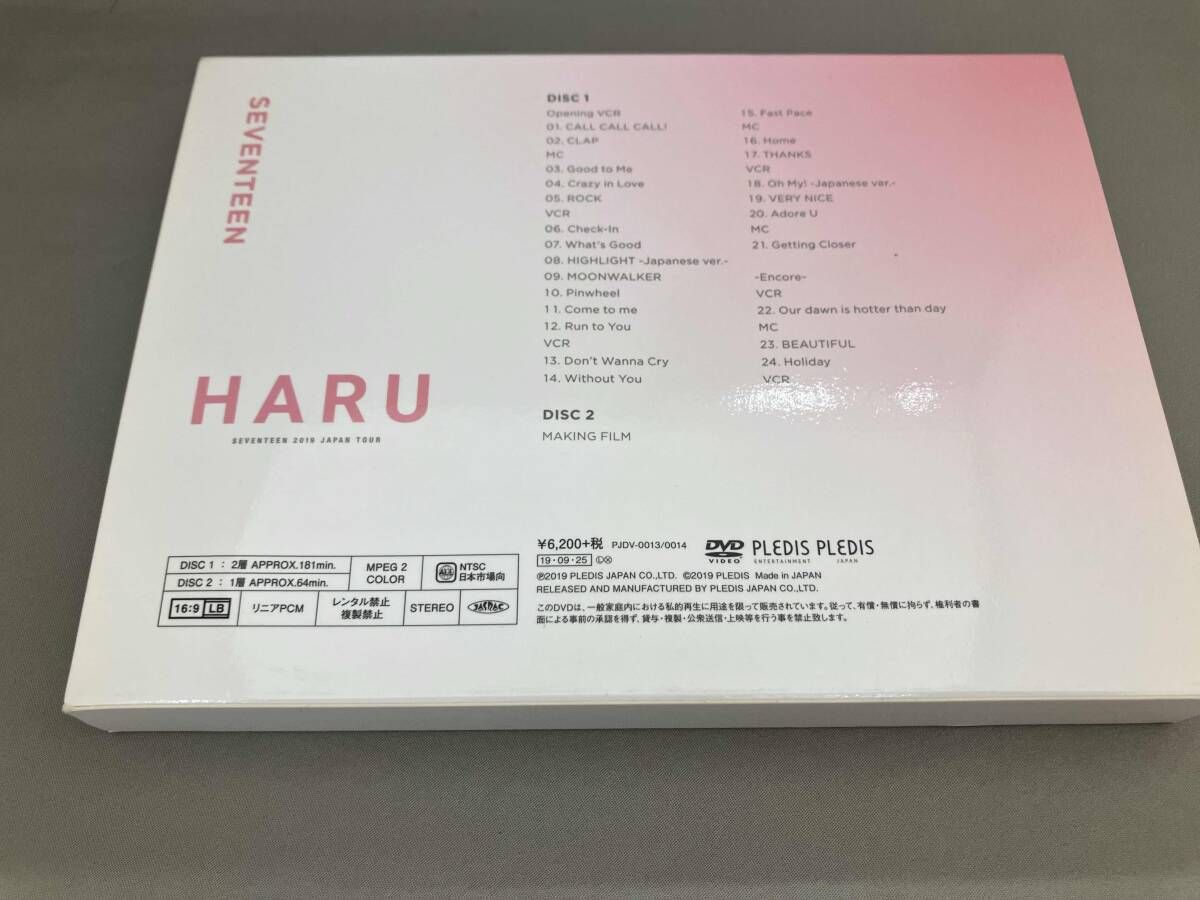 SEVENTEEN
HARU
SEVENTEEN 2019 JAPAN TOUR
DISC 1
Opening VCR
01. CALL CALL CALL!
02. CLAP
MC
03. Good to Me
04. Crazy in Love
05. ROCK
VCR
06. Check-In
07. What's Good
08. HIGHLIGHT -Japanese ver.-
09. MOONWALKER
10. Pinwheel
11. Come to me
12. Run to You
VCR
13. Don't Wanna Cry
14. Without You
15. Fast Pace
MC
16. Home
17. THANKS
VCR
18. Oh My! -Japanese ver.-
19. VERY NICE
20. Adore U
MC
21. Getting Closer
-Encore-
VCR
22. Our dawn is hotter than day
MC
23. BEAUTIFUL
24. Holiday
VCR
DISC 2
MAKING FILM
DISC 1 : 2層 APPROX.181min.
DISC 2 : 1層 APPROX.64min.
MPEG 2
COLOR
ALL
NTSC
日本市場向
16:9 LB
リニアPCM
レンタル禁止
複製禁止
STEREO
JASRAC
¥6,200+税 PJDV-0013/0014
19・09・25 Ⓛ🅧
DVD
VIDEO
PLEDIS
ENTERTAINMENT
PLEDIS
JAPAN
℗2019 PLEDIS JAPAN CO.,LTD. ©2019 PLEDIS Made in JAPAN
RELEASED AND MANUFACTURED BY PLEDIS JAPAN CO.,LTD.
このDVDは、一般家庭内における私的再生に用途を限って販売されています。従って、有償・無償に拘らず、権利者の書
面による事前の承認を得ず、貸与・複製・公衆送信・上映等を行う事を禁止致します。